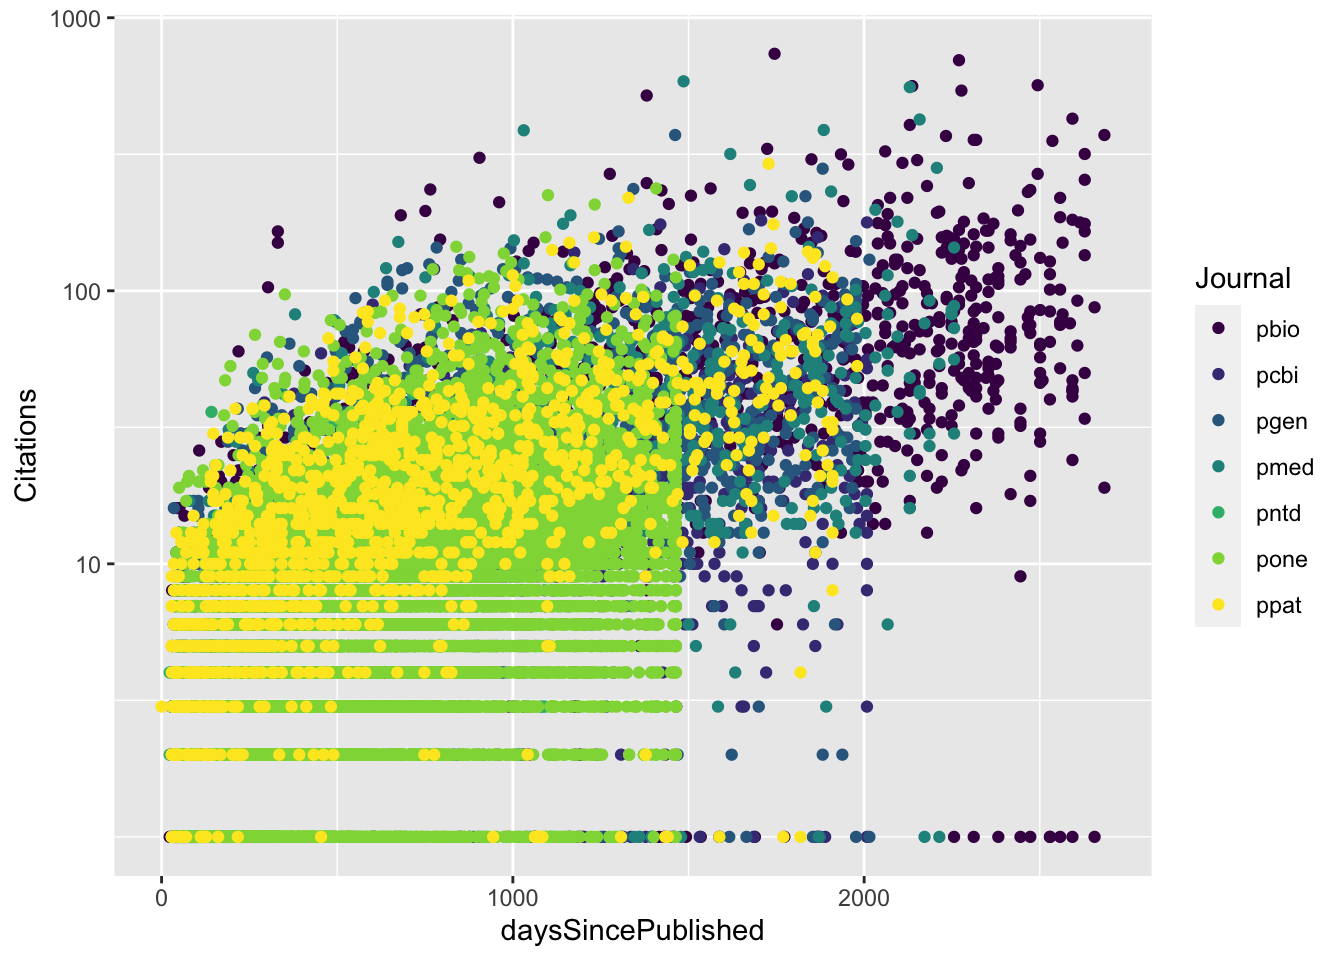 1000
100
10
Citations
0 1000 2000
daysSincePublished
Journal
pbio
pcbi
pgen
pmed
pntd
pone
ppat